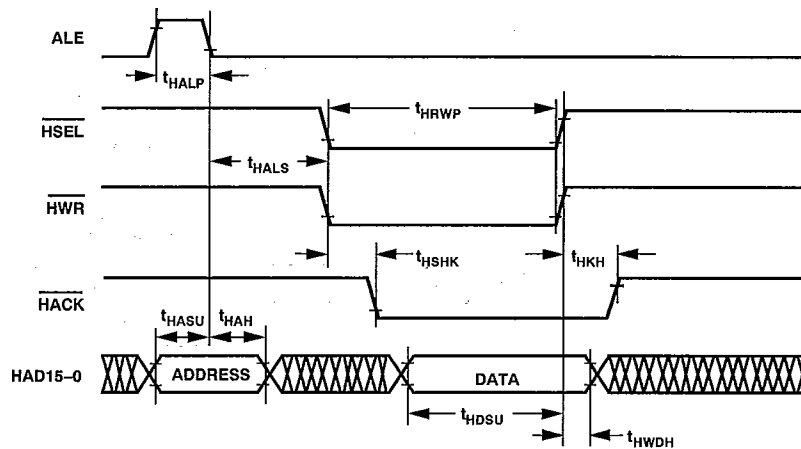 ALE
tHALP
tHRWP
HSEL
tHALS
HWR
tHSHK
tHKH
HACK
tHASU
tHAH
HAD15–0
ADDRESS
DATA
tHDSU
tHWDH